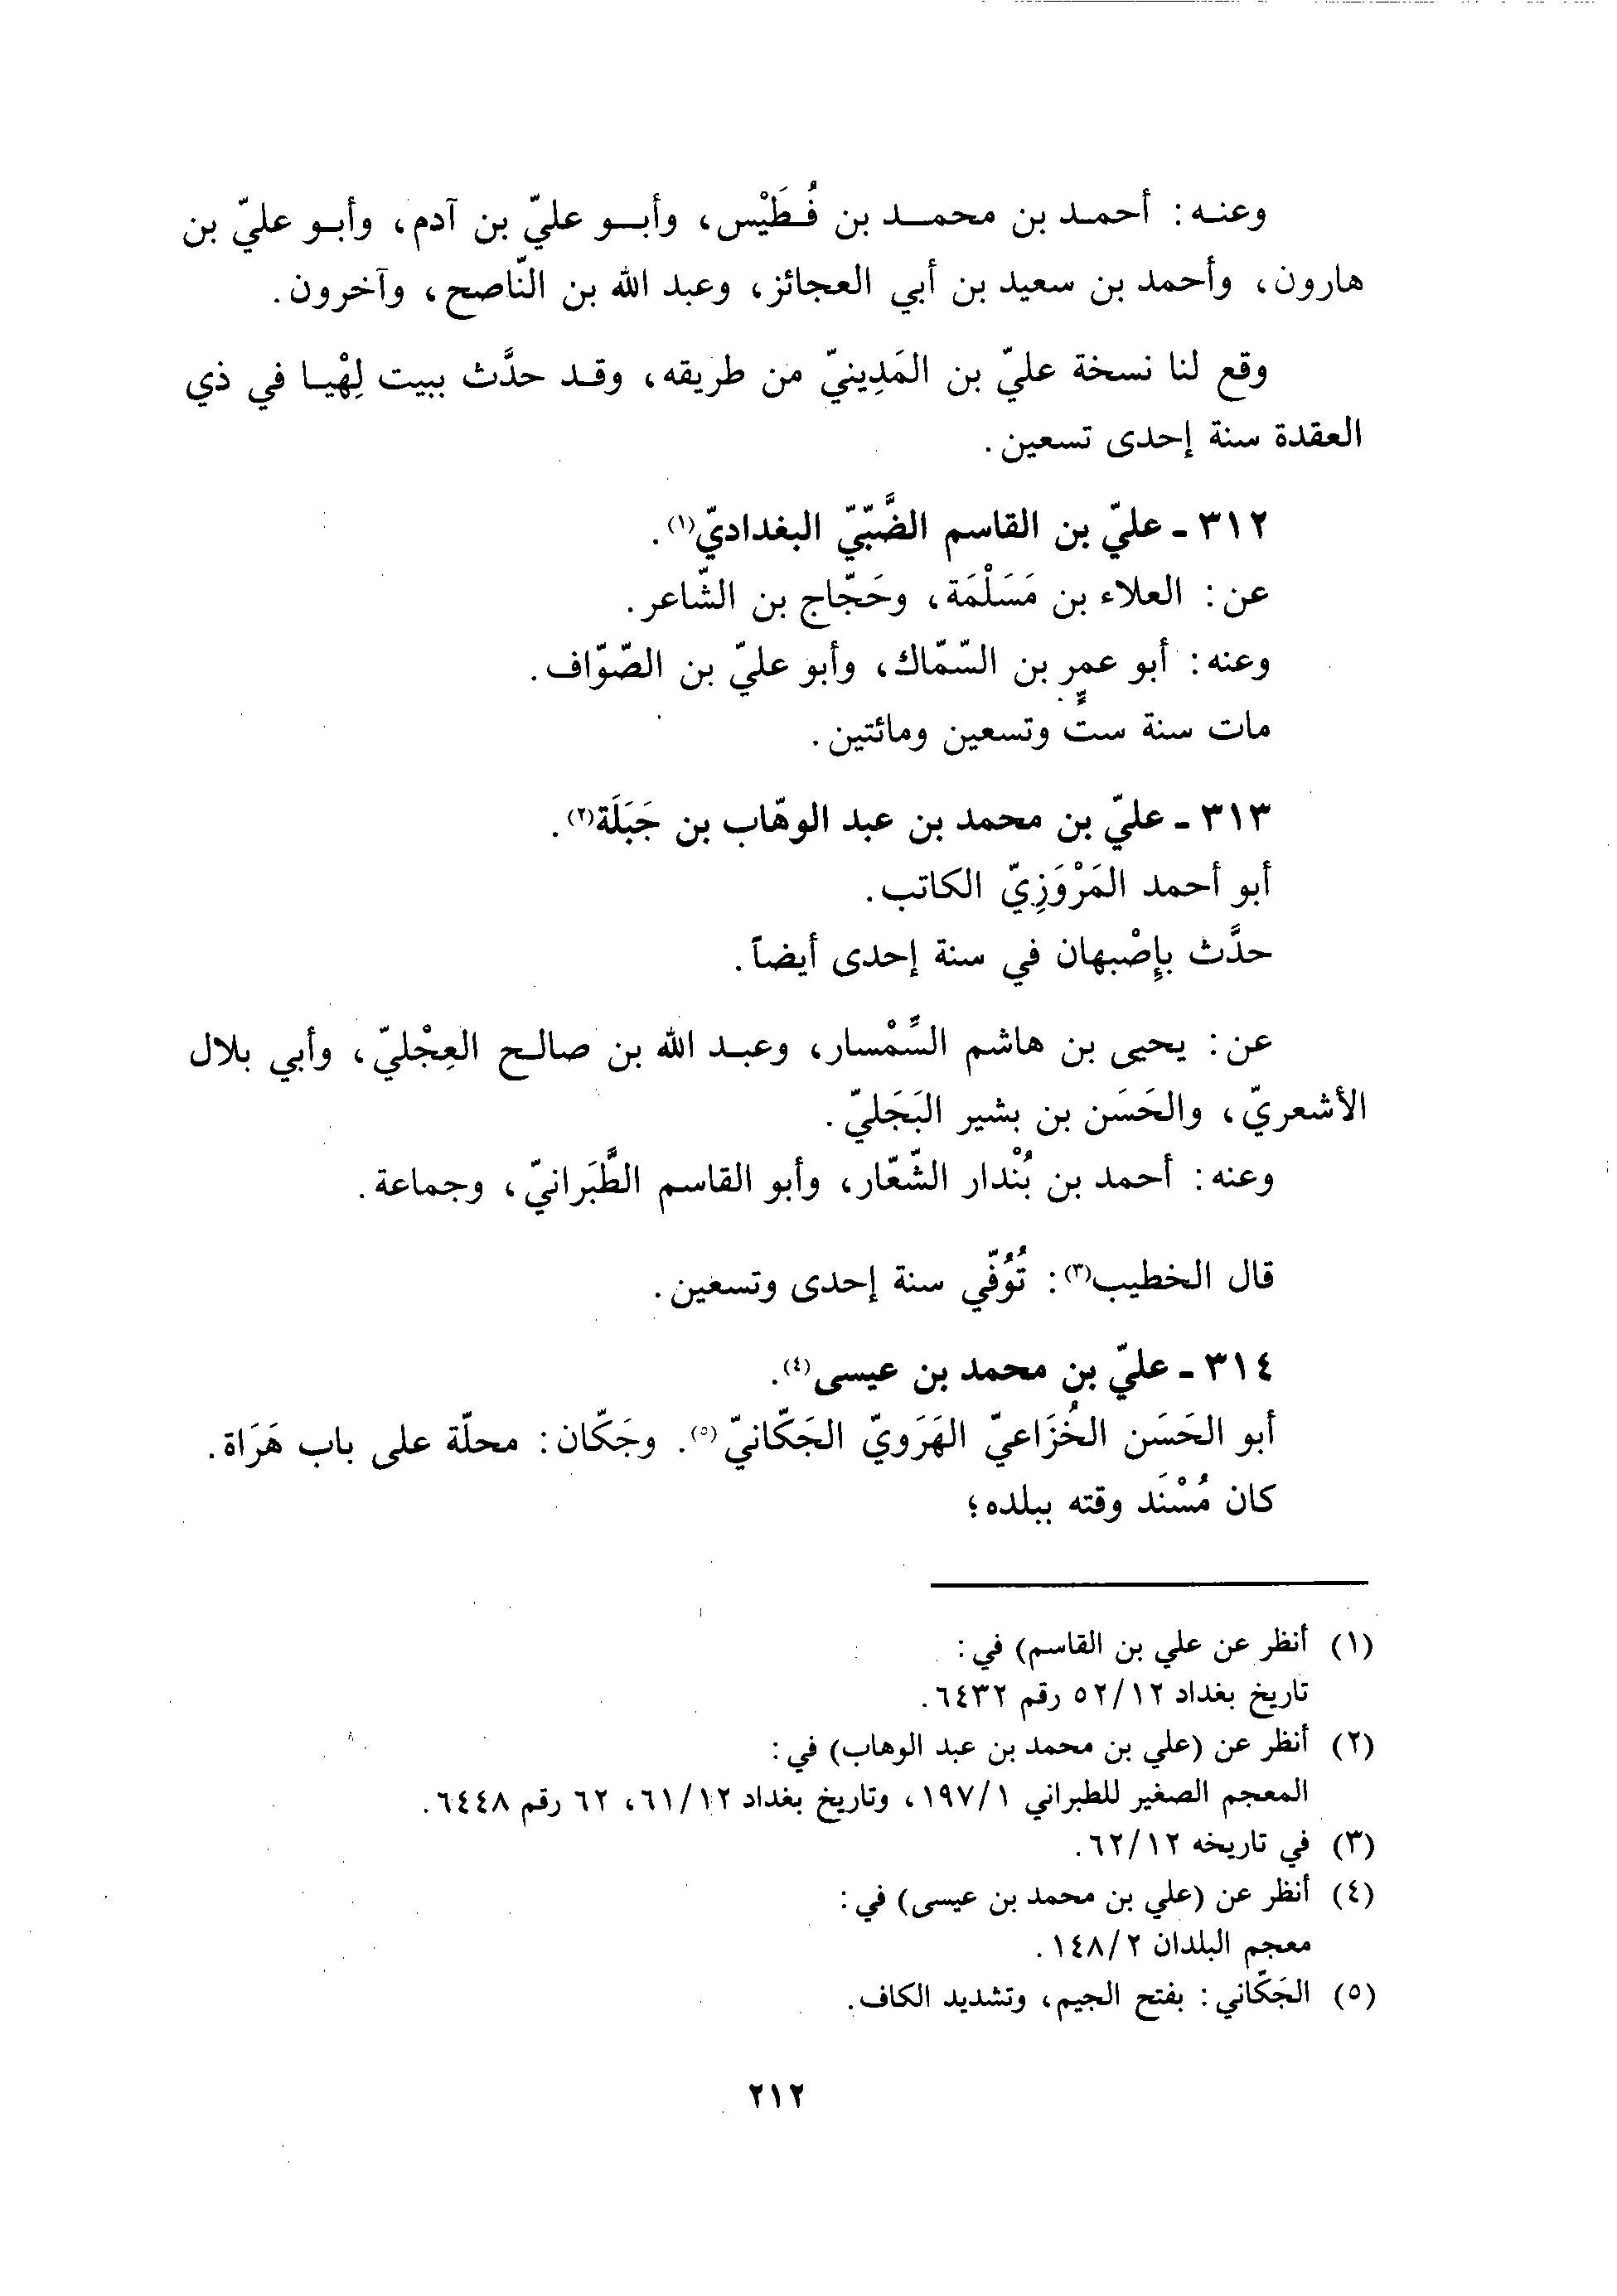 وعنه: أحمد بن محمد بن فُطَيْس، وأبو عليّ بن آدم، وأبو عليّ بن
هارون، وأحمد بن سعيد بن أبي العجائز، وعبد الله بن النّاصح، وآخرون.
وقع لنا نسخة عليّ بن المَدِينيّ من طريقه، وقد حدَّث ببيت لِهْيا في ذي
العقدة سنة إحدى تسعين.
٣١٢ - عليّ بن القاسم الضَّبّيّ البغداديّ(١).
عن: العلاء بن مَسَلْمَة، وحَجّاج بن الشّاعر.
وعنه: أبو عمرٍ بن السّمّاك، وأبو عليّ بن الصّوّاف.
مات سنة ستٍّ وتسعين ومائتين.
٣١٣ - عليّ بن محمد بن عبد الوهّاب بن جَبَلَة(٢).
أبو أحمد المَرْوَزِيّ الكاتب.
حدَّث بإِصْبهان في سنة إحدى أيضاً.
عن: يحيى بن هاشم السِّمْسار، وعبد الله بن صالح العِجْليّ، وأبي بلال
الأشعريّ، والحَسَن بن بشير البَجَليّ.
وعنه: أحمد بن بُنْدار الشّعّار، وأبو القاسم الطَّبَرانيّ، وجماعة.
قال الخطيب(٣): تُوُفّي سنة إحدى وتسعين.
٣١٤ - عليّ بن محمد بن عيسى(٤).
أبو الحَسَن الخُزَاعيّ الهَرَويّ الجَكّانيّ(٥). وجَكّان: محلّة على باب هَرَاة.
كان مُسْنَد وقته ببلده؛
(١) أنظر عن علي بن القاسم) في:
تاريخ بغداد ٥٢/١٢ رقم ٦٤٣٢.
(٢) أنظر عن (علي بن محمد بن عبد الوهاب) في:
المعجم الصغير للطبراني ١٩٧/١، وتاريخ بغداد ٦١/١٢، ٦٢ رقم ٦٤٤٨.
(٣) في تاريخه ٦٢/١٢.
(٤) أنظر عن (علي بن محمد بن عيسى) في:
معجم البلدان ١٤٨/٢.
(٥) الجَكّاني: بفتح الجيم، وتشديد الكاف.
٢١٢